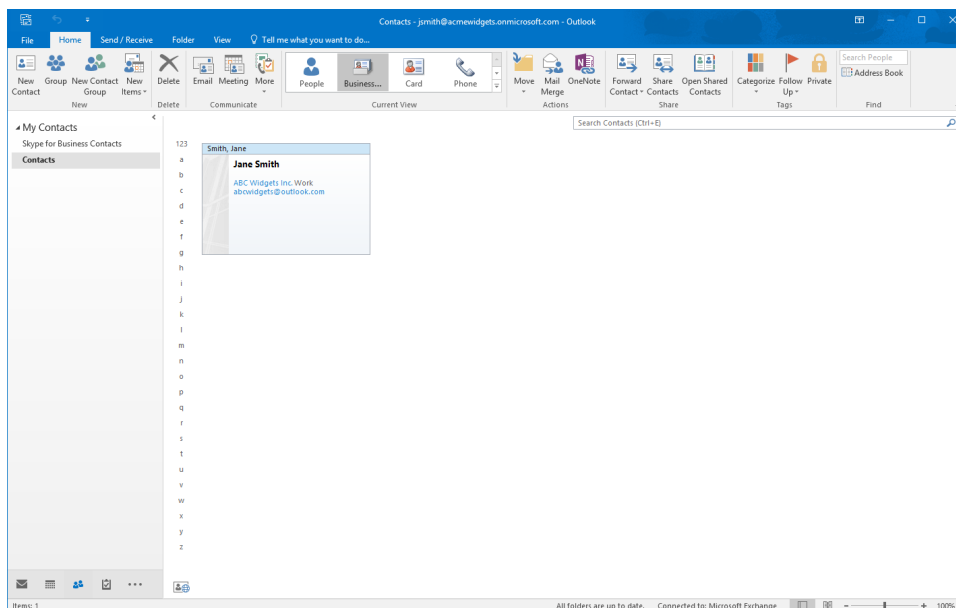 Contacts - jsmith@acmewidgets.onmicrosoft.com - Outlook
File Home Send / Receive Folder View Tell me what you want to do...
New Contact
Group
New Contact Group
New Items
Delete
Email
Meeting
More
People
Business...
Card
Phone
Move
Mail Merge
OneNote
Forward Contact
Share Contacts
Open Shared Contacts
Categorize
Follow Up
Private
Search People
Address Book
New Delete Communicate Current View Actions Share Tags Find
My Contacts
Skype for Business Contacts
Contacts
Search Contacts (Ctrl+E)
123
a
b
c
d
e
f
g
h
i
j
k
l
m
n
o
p
q
r
s
t
u
v
w
x
y
z
Smith, Jane
Jane Smith
ABC Widgets Inc. Work
abcwidgets@outlook.com
Items: 1
All folders are up to date. Connected to: Microsoft Exchange 100%